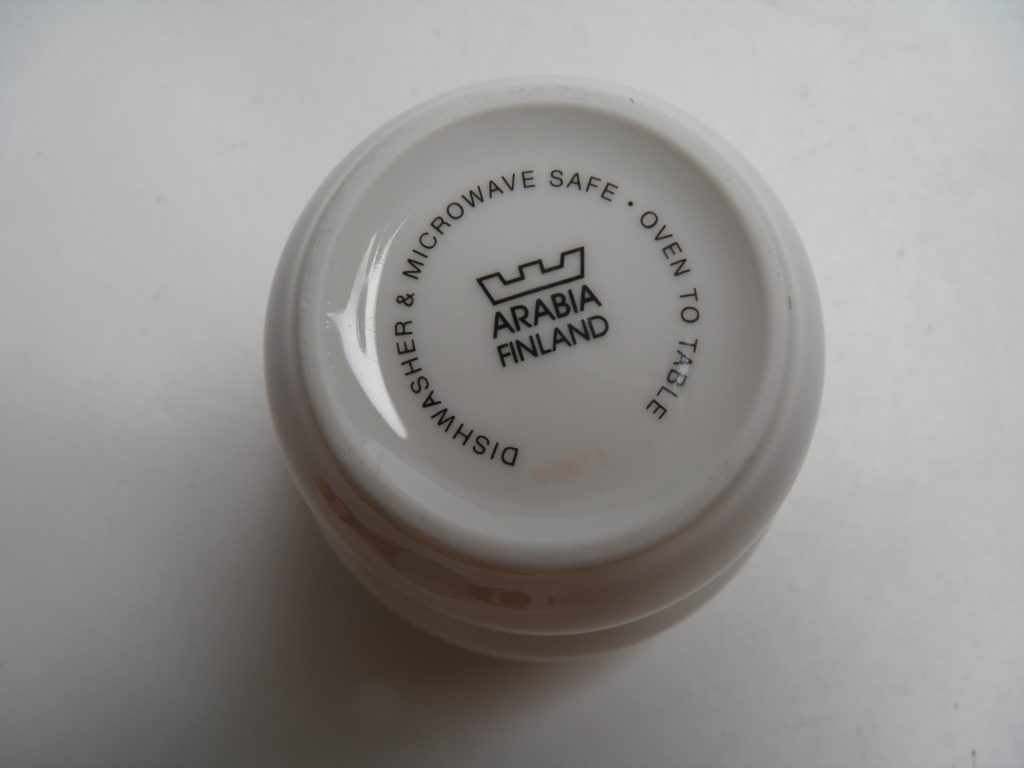 DISHWASHER & MICROWAVE SAFE • OVEN TO TABLE
ARABIA
FINLAND